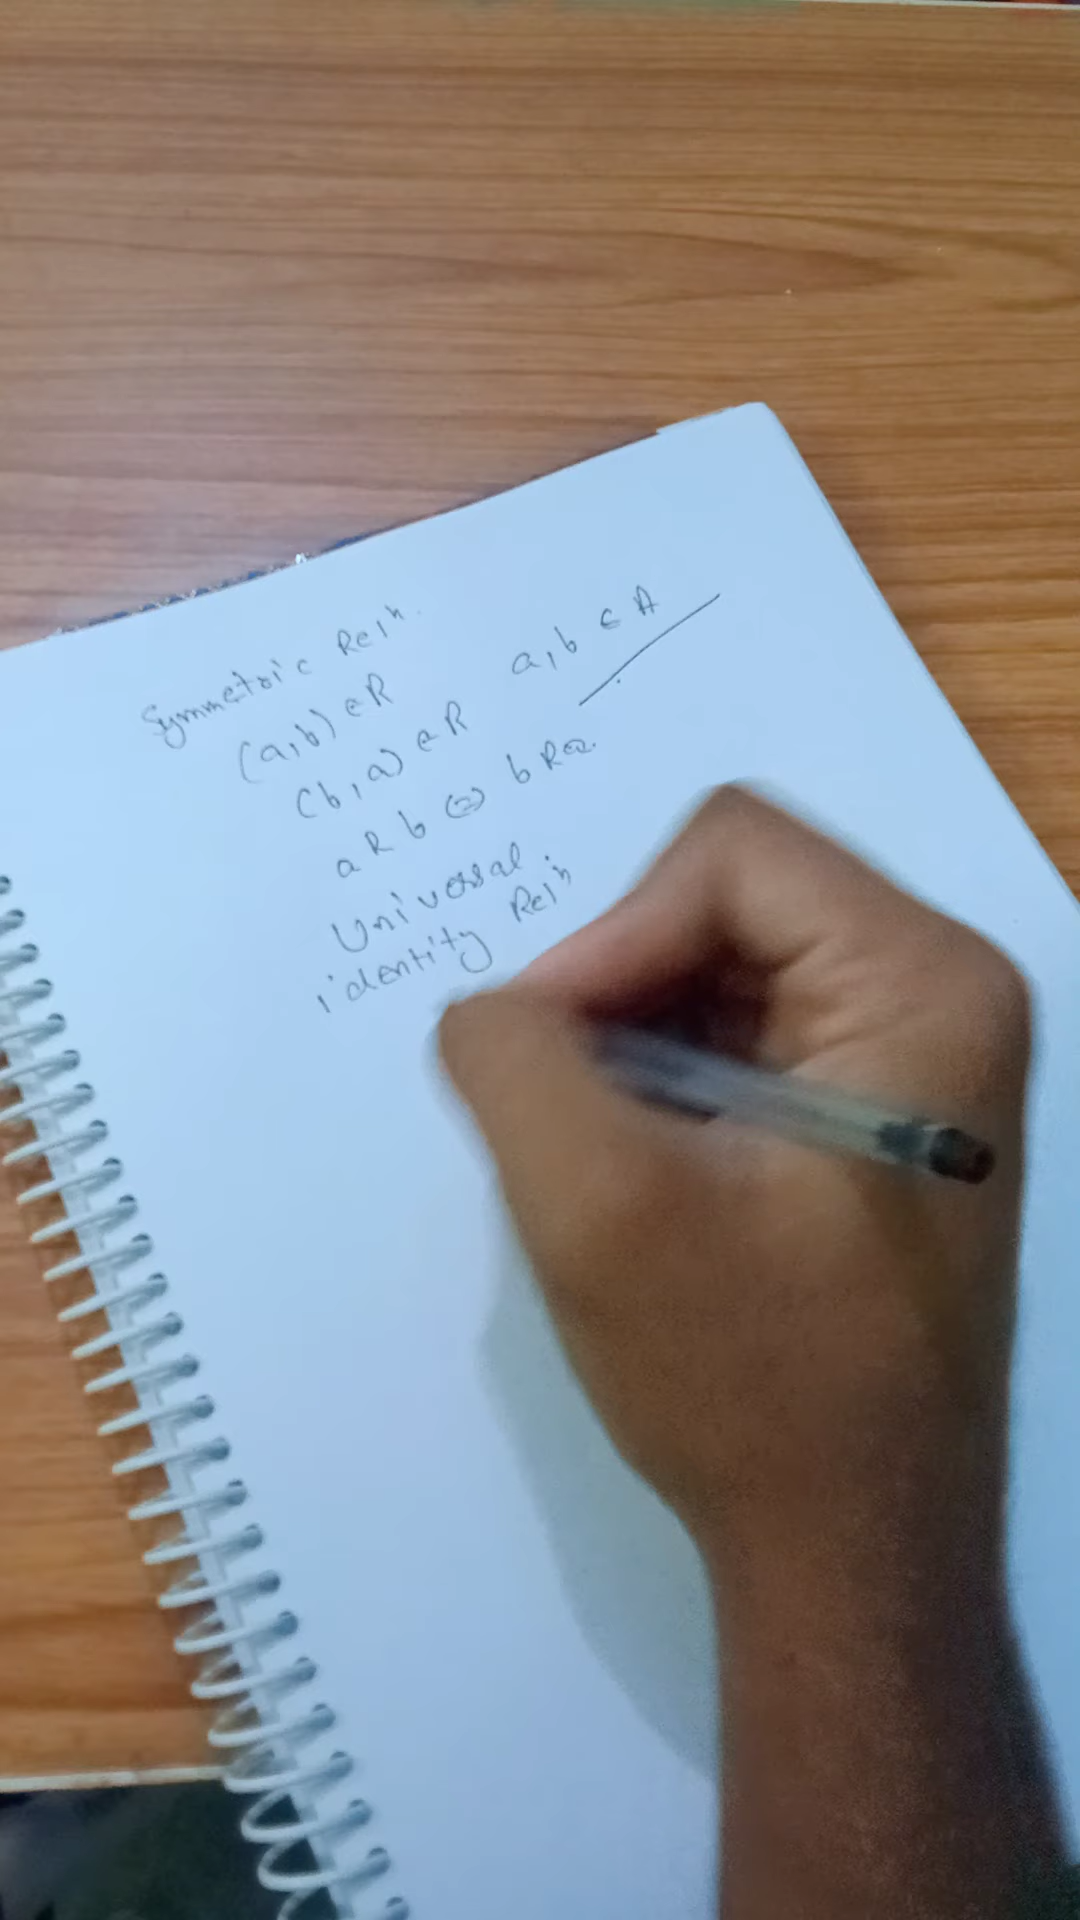 Symmetric Reln.
(a,b) ∈ R a,b ∈ A
(b,a) ∈ R
a R b ⇔ b R a.
Universal
identity Reln